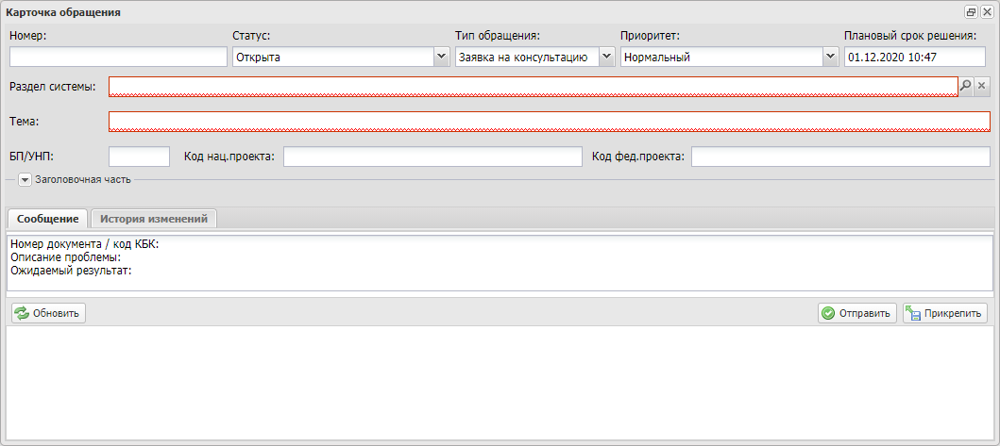 Карточка обращения
Номер: Статус: Тип обращения: Приоритет: Плановый срок решения:
Открыта Заявка на консультацию Нормальный 01.12.2020 10:47
Раздел системы:
Тема:
БП/УНП: Код нац.проекта: Код фед.проекта:
Заголовочная часть
Сообщение История изменений
Номер документа / код КБК:
Описание проблемы:
Ожидаемый результат:
Обновить Отправить Прикрепить